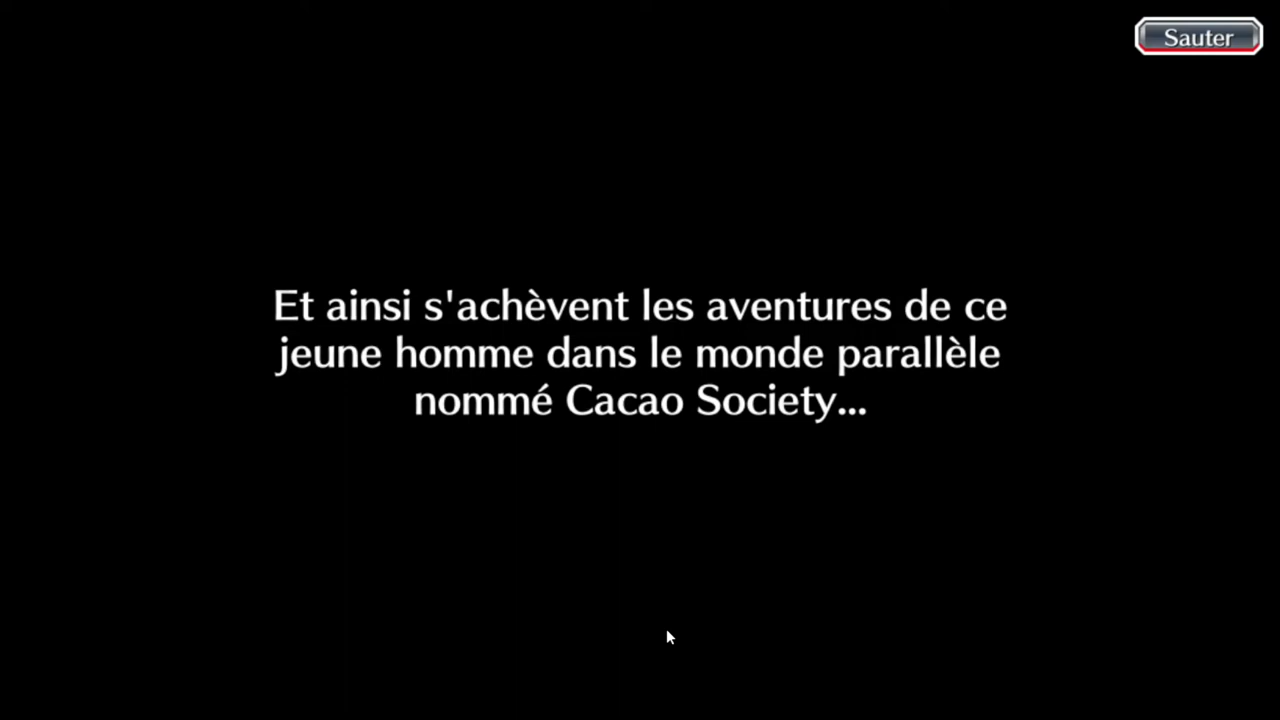 Sauter
Et ainsi s'achèvent les aventures de ce
jeune homme dans le monde parallèle
nommé Cacao Society...